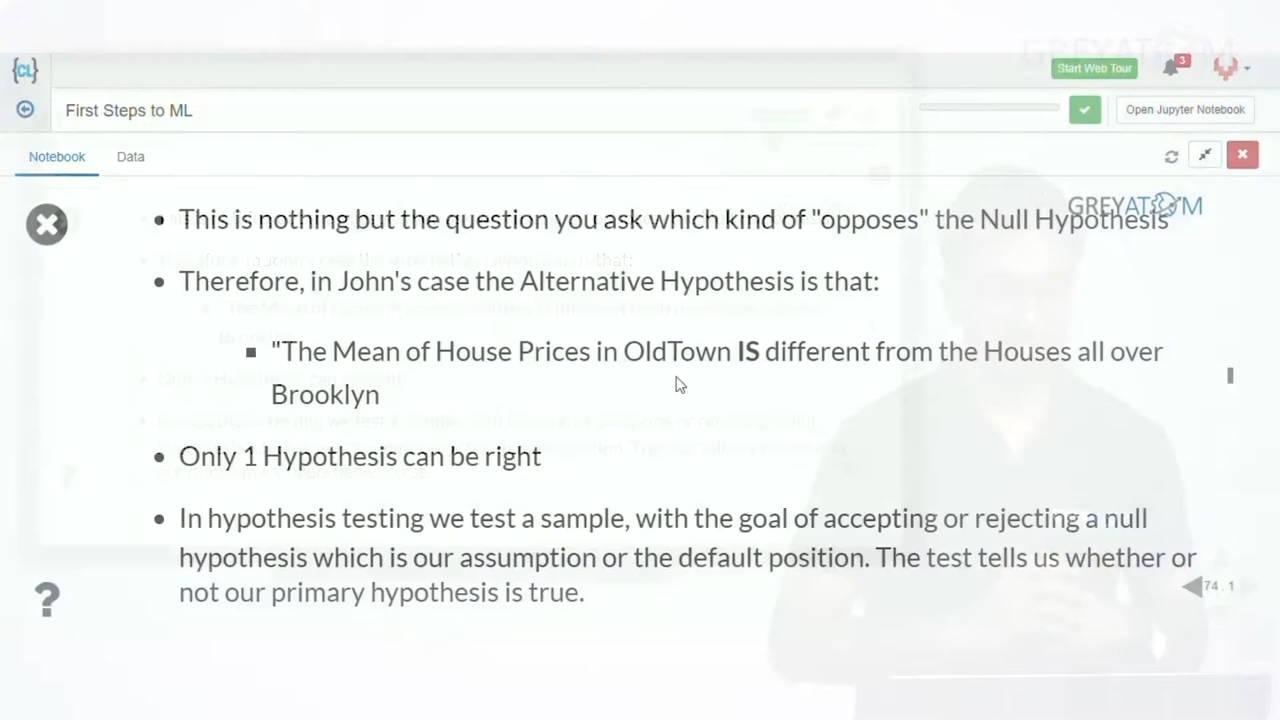 GREYATOM
{CL}
Start Web Tour
3
First Steps to ML
Open Jupyter Notebook
Notebook
Data
GREYATOM
This is nothing but the question you ask which kind of "opposes" the Null Hypothesis
Therefore, in John's case the Alternative Hypothesis is that:
"The Mean of House Prices in OldTown IS different from the Houses all over
Brooklyn
Only 1 Hypothesis can be right
In hypothesis testing we test a sample, with the goal of accepting or rejecting a null
hypothesis which is our assumption or the default position. The test tells us whether or
not our primary hypothesis is true.
?
74.1